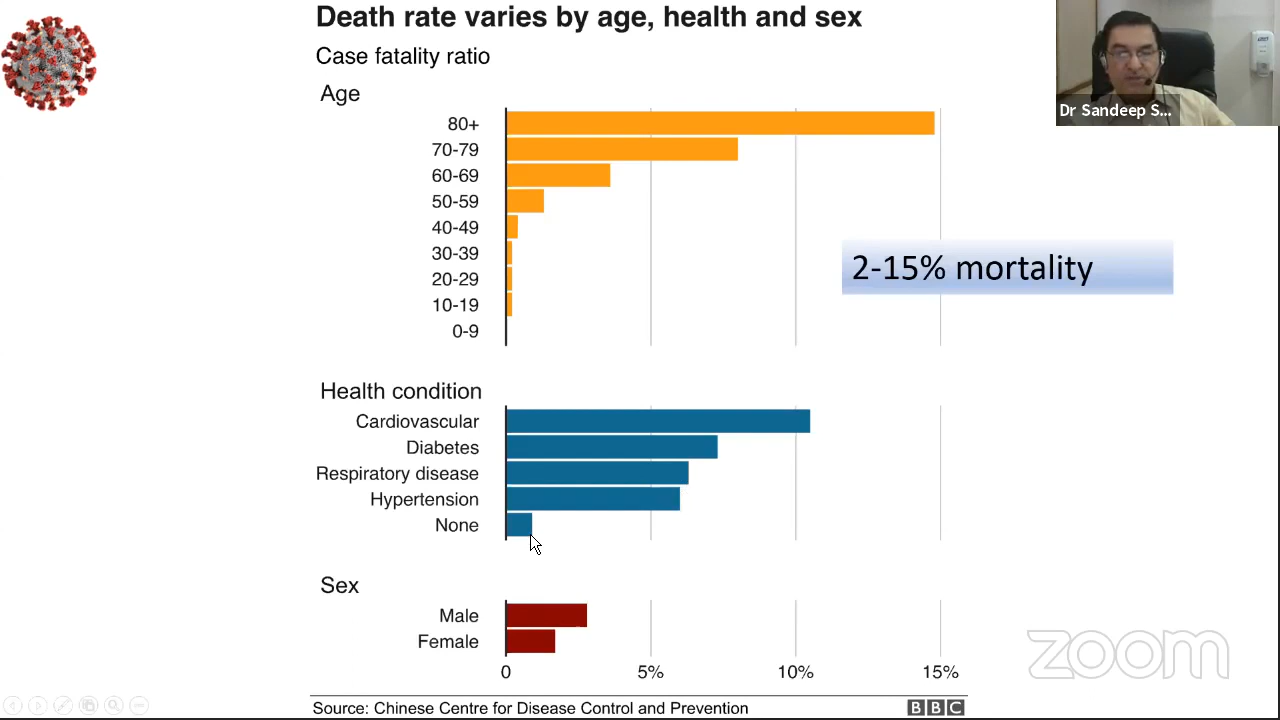 Death rate varies by age, health and sex
Case fatality ratio
Age
80+
70-79
60-69
50-59
40-49
30-39
20-29
10-19
0-9
Health condition
Cardiovascular
Diabetes
Respiratory disease
Hypertension
None
Sex
Male
Female
0 5% 10% 15%
Source: Chinese Centre for Disease Control and Prevention
BBC
2-15% mortality
Dr Sandeep S...
zoom